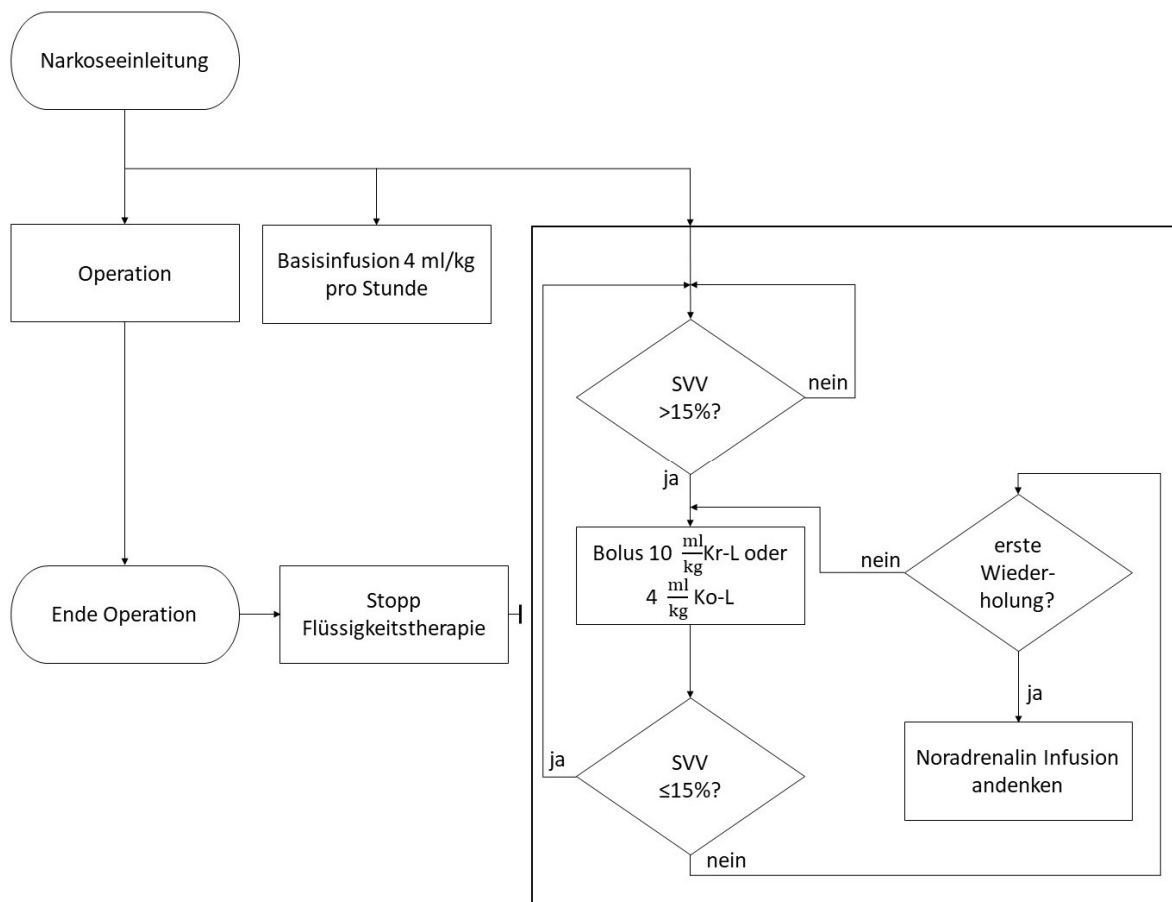 Narkoseeinleitung
Operation
Basisinfusion 4 ml/kg
pro Stunde
SVV
>15%?
nein
ja
Bolus 10 ml/kg Kr-L oder
4 ml/kg Ko-L
nein
erste
Wieder-
holung?
ja
Noradrenalin Infusion
andenken
Ende Operation
Stopp
Flüssigkeitstherapie
ja
SVV
≤15%?
nein